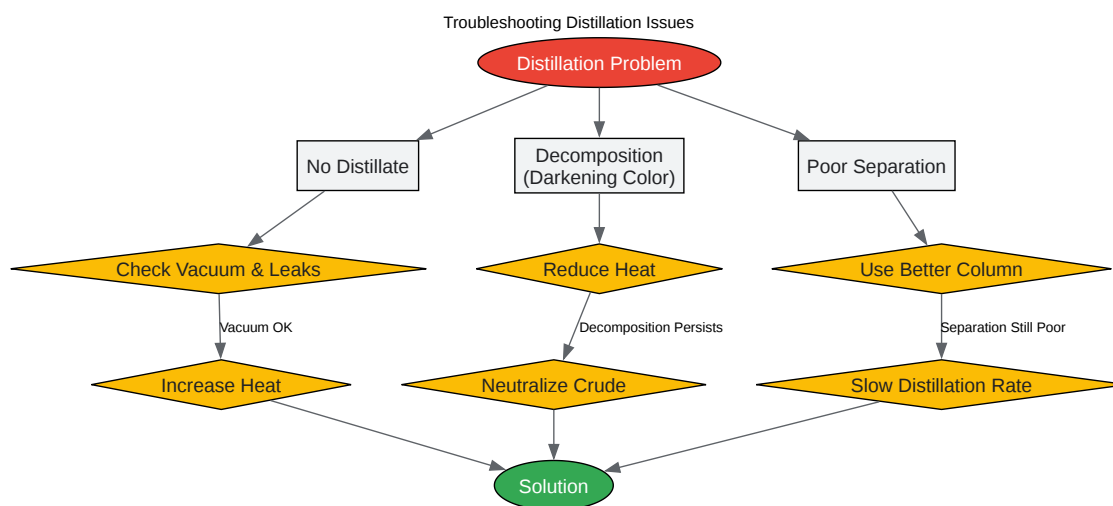 Troubleshooting Distillation Issues
Distillation Problem
No Distillate
Decomposition
(Darkening Color)
Poor Separation
Check Vacuum & Leaks
Reduce Heat
Use Better Column
Vacuum OK
Decomposition Persists
Separation Still Poor
Increase Heat
Neutralize Crude
Slow Distillation Rate
Solution